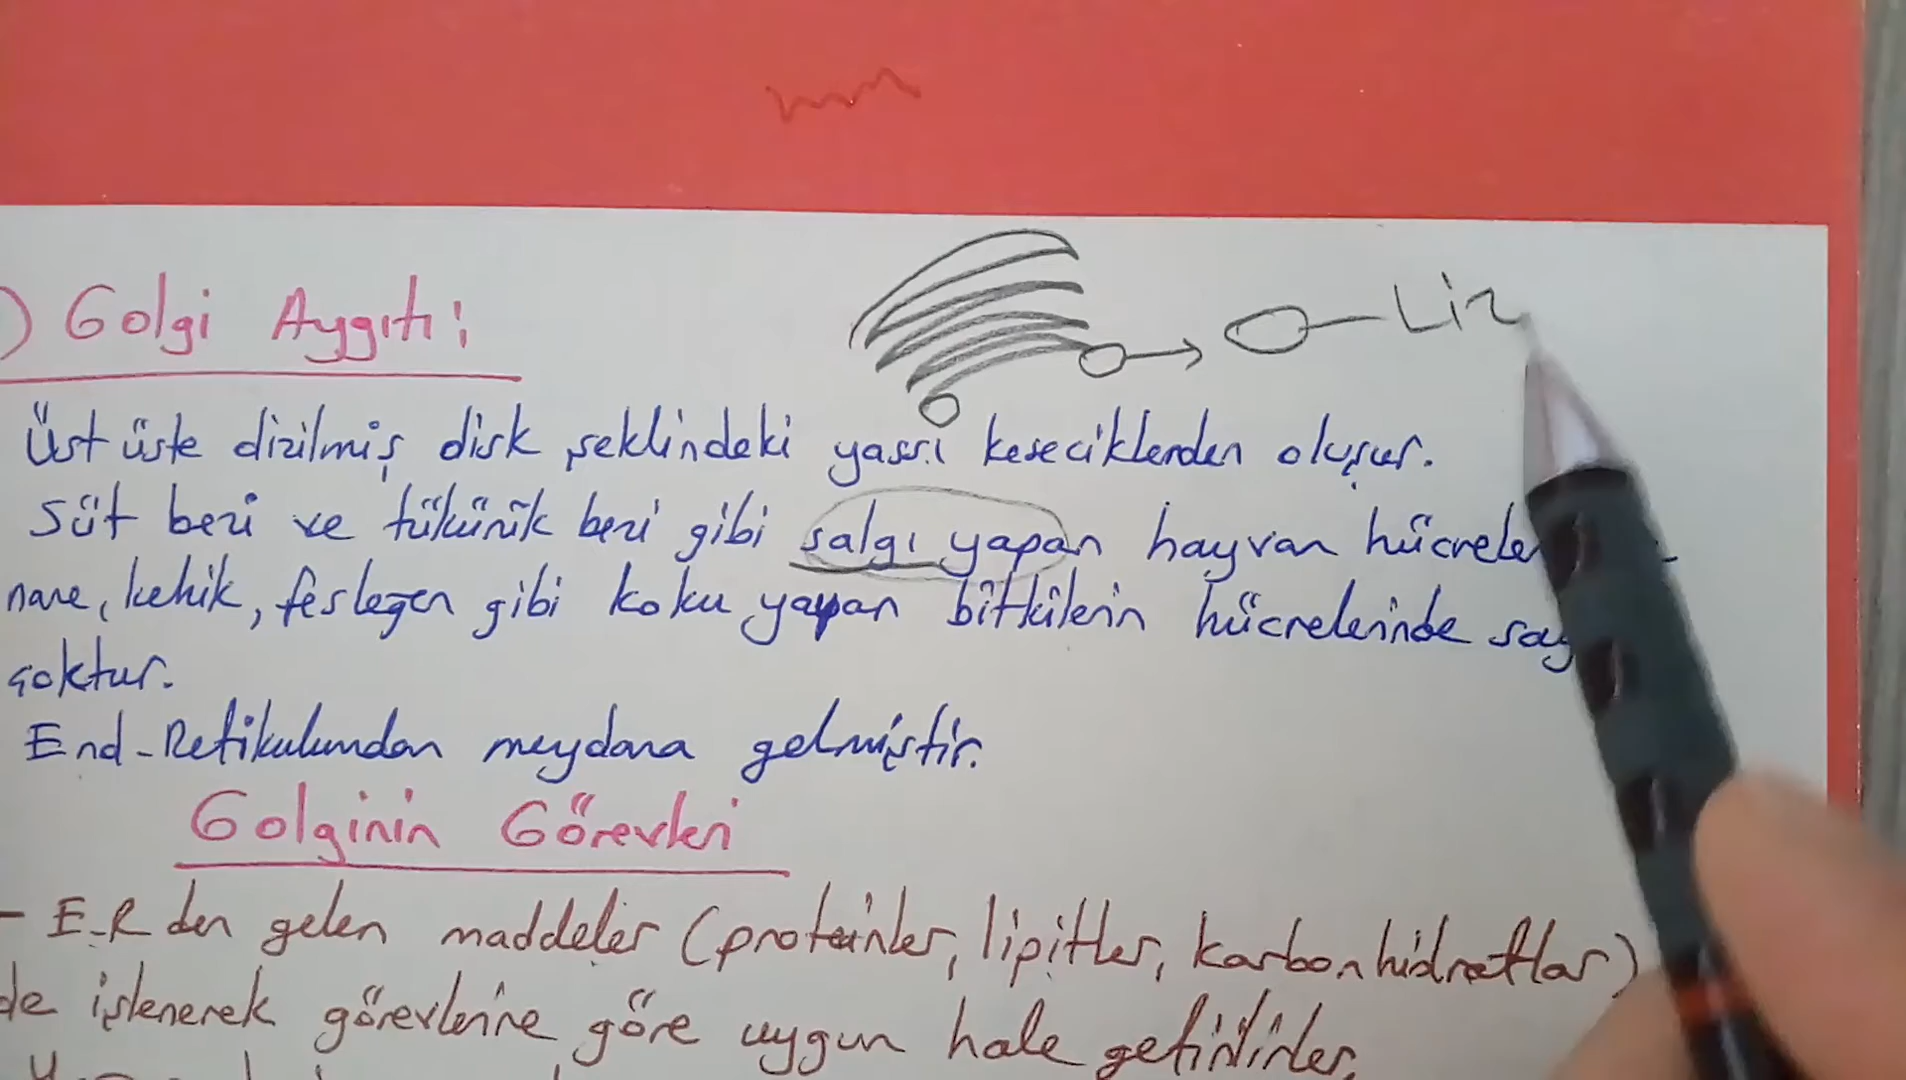 Liz
) Golgi Aygıtı:
Üst üste dizilmiş disk şeklindeki yassı keseciklerden oluşur.
Süt bezi ve tükürük bezi gibi salgı yapan hayvan hücrele
nane, kekik, feslegen gibi koku yapan bitkilerin hücrelerinde say
çoktur.
End-Retikulumdan meydana gelmiştir.
Golginin Görevleri
- E.R den gelen maddeler (proteinler, lipitler, karbonhidratlar)
de işlenerek görevlerine göre uygun hale getirilirler.